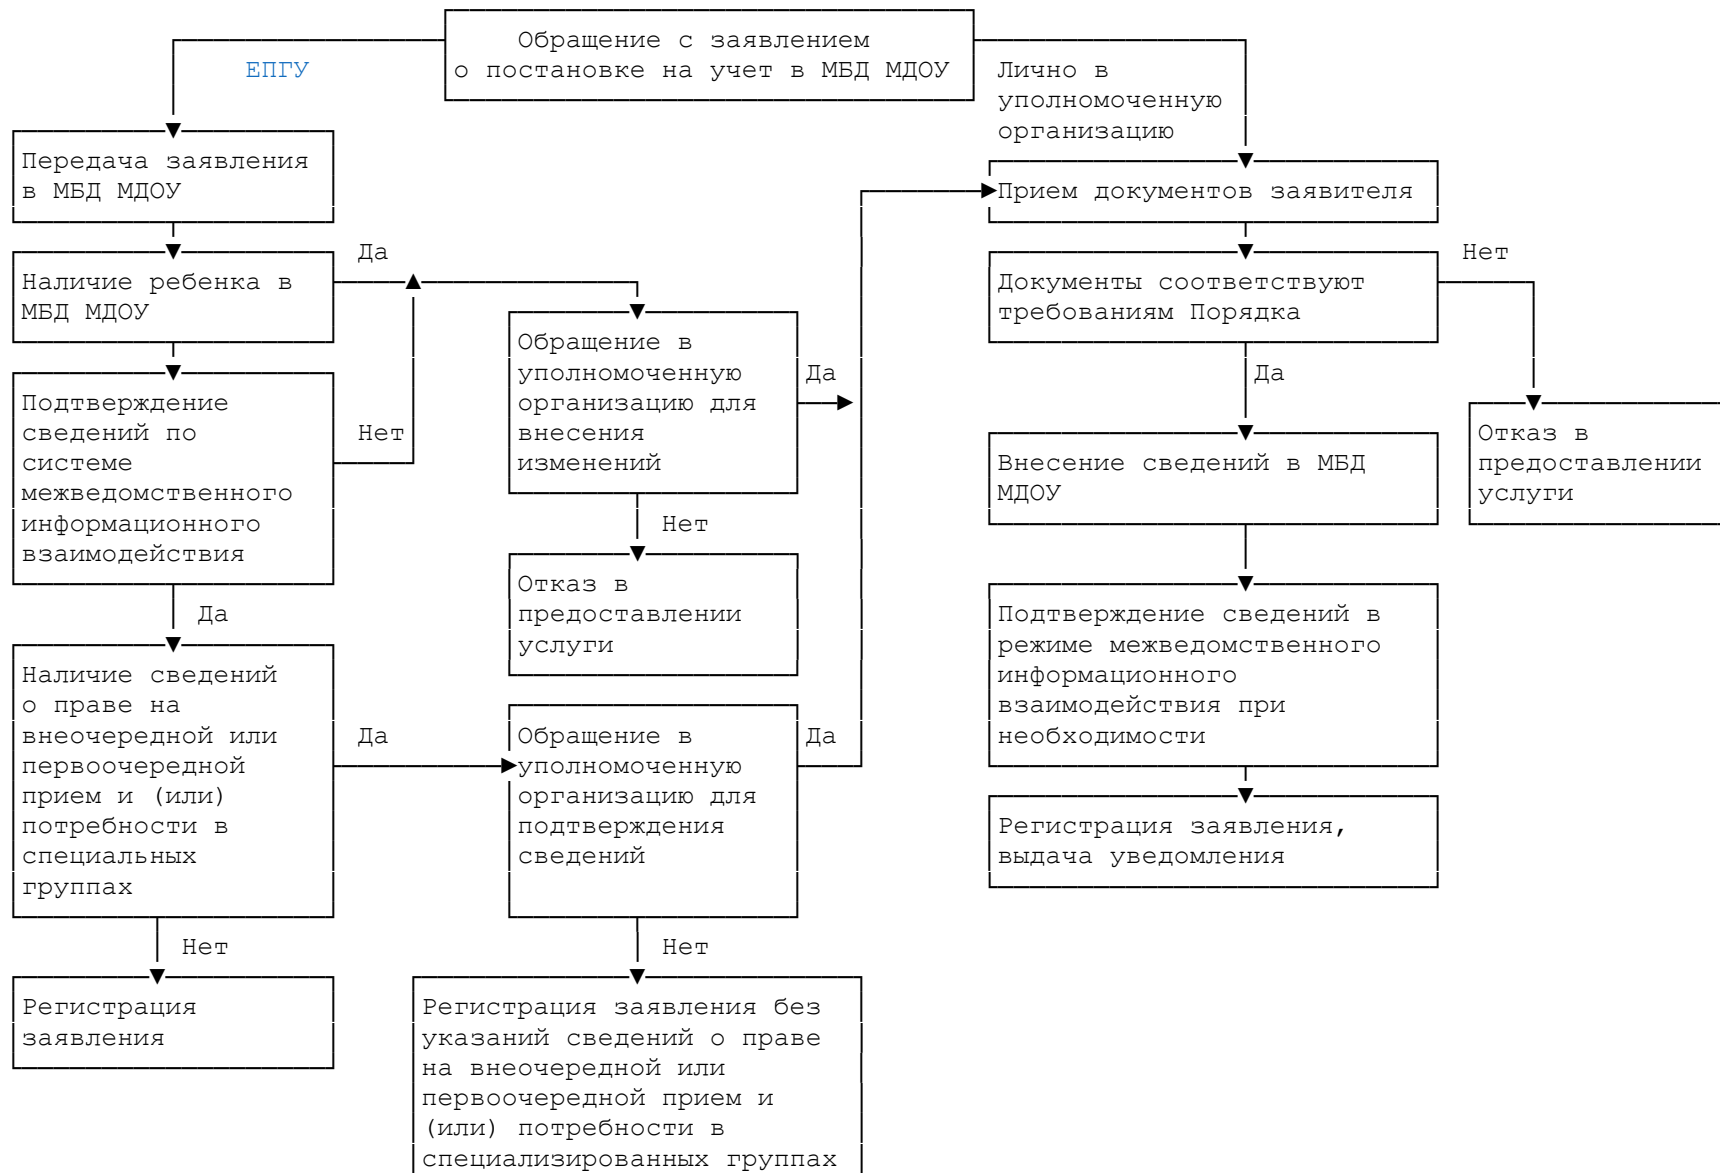 Обращение с заявлением
о постановке на учет в МБД МДОУ
ЕПГУ
Лично в
уполномоченную
организацию
Передача заявления
в МБД МДОУ
Прием документов заявителя
Да
Наличие ребенка в
МБД МДОУ
Нет
Документы соответствуют
требованиям Порядка
Обращение в
уполномоченную
организацию для
внесения
изменений
Да
Да
Подтверждение
сведений по
системе
межведомственного
информационного
взаимодействия
Нет
Внесение сведений в МБД
МДОУ
Отказ в
предоставлении
услуги
Нет
Отказ в
предоставлении
услуги
Да
Подтверждение сведений в
режиме межведомственного
информационного
взаимодействия при
необходимости
Наличие сведений
о праве на
внеочередной или
первоочередной
прием и (или)
потребности в
специальных
группах
Да
Обращение в
уполномоченную
организацию для
подтверждения
сведений
Да
Регистрация заявления,
выдача уведомления
Нет
Нет
Регистрация
заявления
Регистрация заявления без
указаний сведений о праве
на внеочередной или
первоочередной прием и
(или) потребности в
специализированных группах